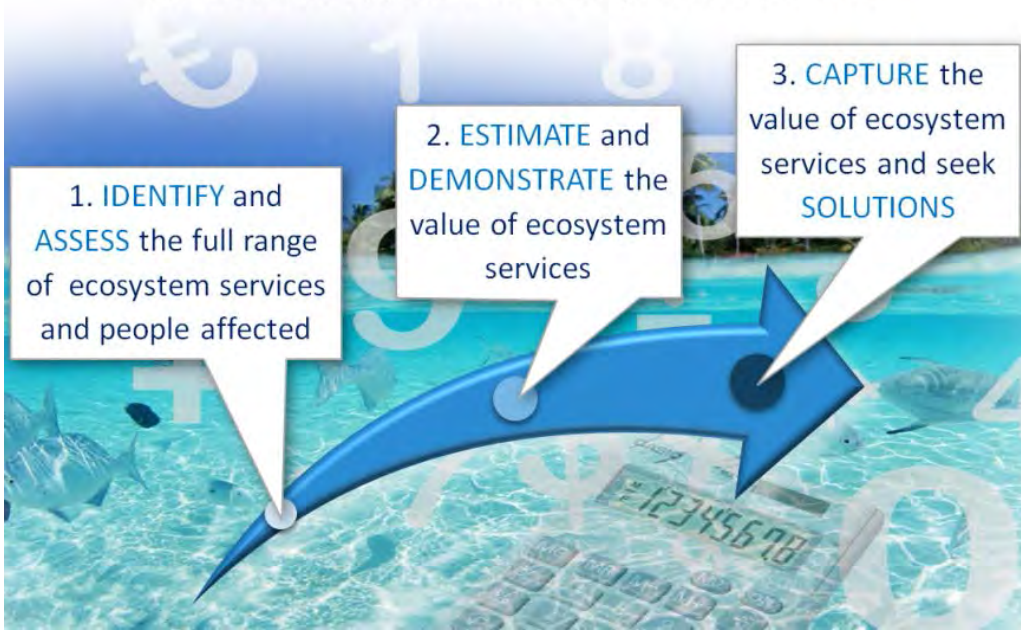 1. IDENTIFY and
ASSESS the full range
of ecosystem services
and people affected
2. ESTIMATE and
DEMONSTRATE the
value of ecosystem
services
3. CAPTURE the
value of ecosystem
services and seek
SOLUTIONS
12345678